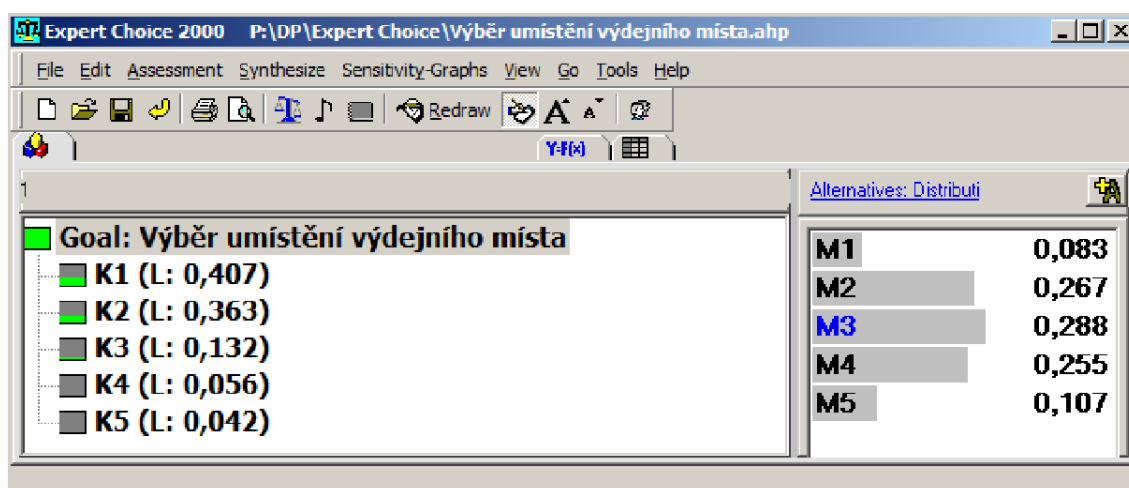 Expert Choice 2000 P:\DP\Expert Choice\Výběr umístění výdejního místa.ahp
File Edit Assessment Synthesize Sensitivity-Graphs View Go Tools Help
Redraw A A
Y=F(x)
1 1
Alternatives: Distributi
A
Goal: Výběr umístění výdejního místa
K1 (L: 0,407)
K2 (L: 0,363)
K3 (L: 0,132)
K4 (L: 0,056)
K5 (L: 0,042)
M1 0,083
M2 0,267
M3 0,288
M4 0,255
M5 0,107